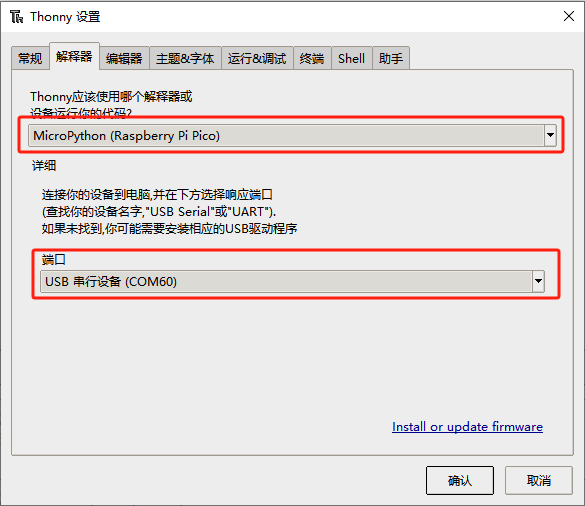 Thonny 设置
常规 解释器 编辑器 主题&字体 运行&调试 终端 Shell 助手
Thonny应该使用哪个解释器或
设备运行你的代码?
MicroPython (Raspberry Pi Pico)
详细
连接你的设备到电脑,并在下方选择响应端口
(查找你的设备名字,"USB Serial"或"UART").
如果未找到,你可能需要安装相应的USB驱动程序
端口
USB 串行设备 (COM60)
Install or update firmware
确认 取消